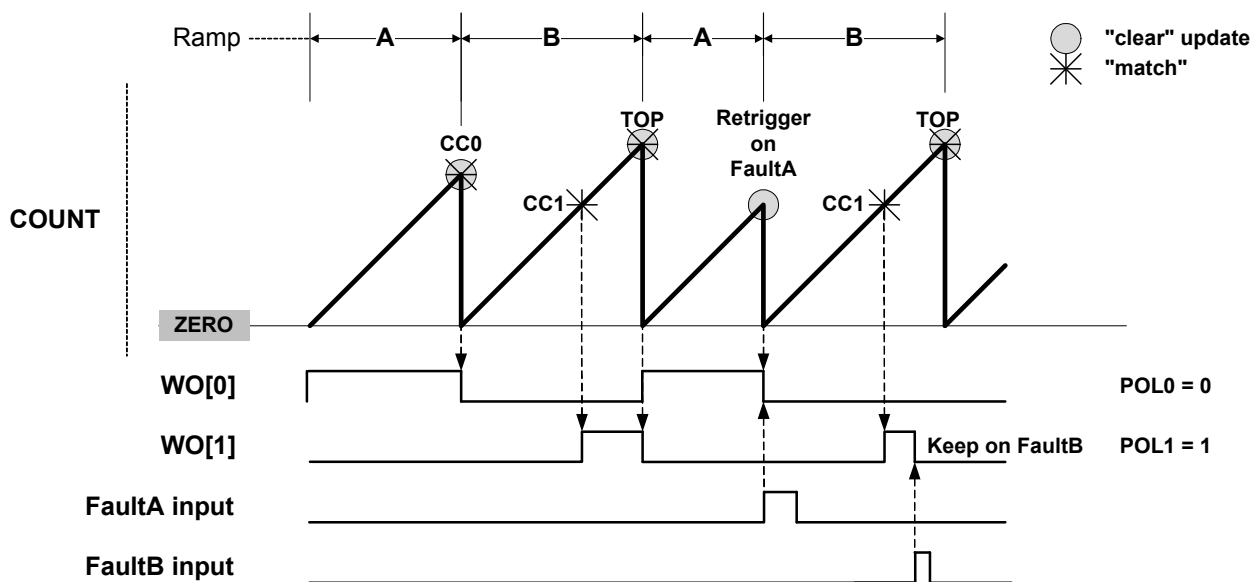 Ramp A B A B
"clear" update
"match"
TOP Retrigger TOP
on
FaultA
CC0
CC1 CC1
COUNT
ZERO
WO[0] POL0 = 0
WO[1] Keep on FaultB POL1 = 1
FaultA input
FaultB input